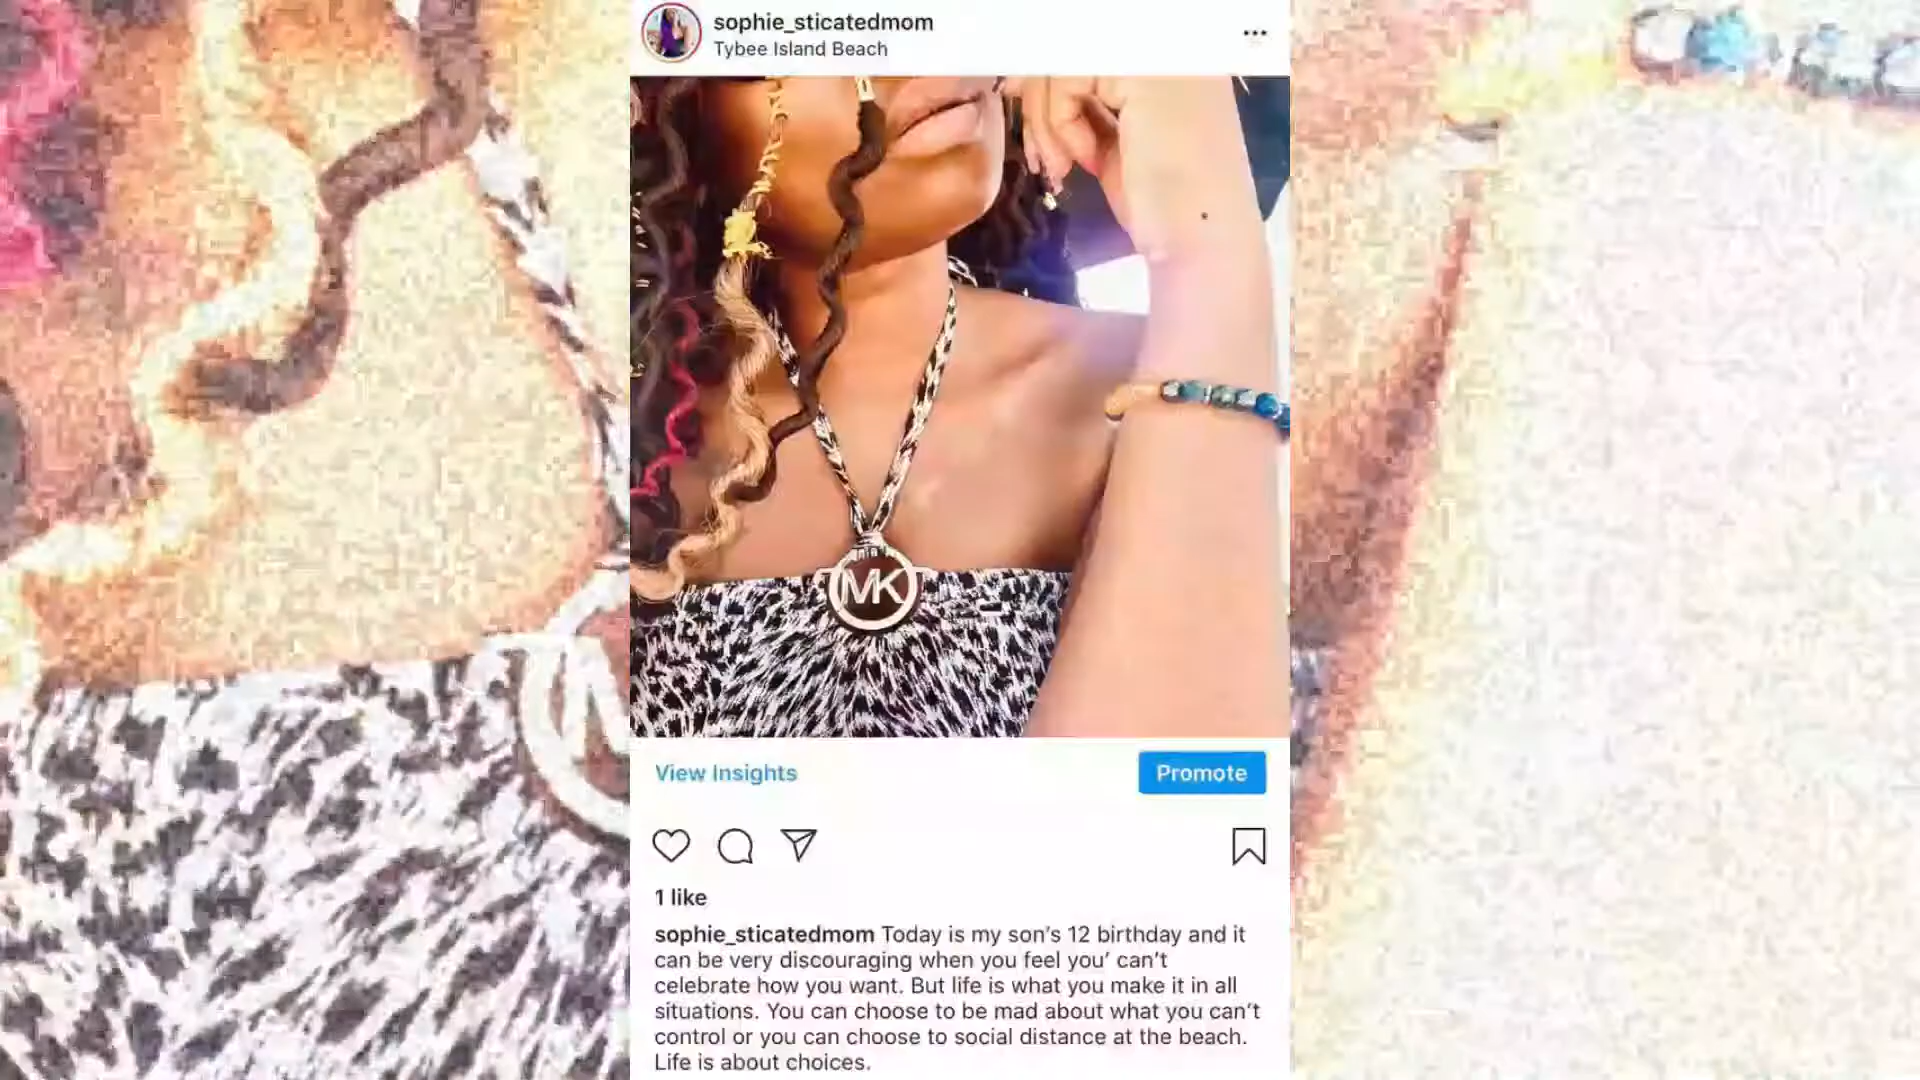 sophie_sticatedmom
Tybee Island Beach
MK
View Insights
Promote
1 like
sophie_sticatedmom Today is my son's 12 birthday and it
can be very discouraging when you feel you' can't
celebrate how you want. But life is what you make it in all
situations. You can choose to be mad about what you can't
control or you can choose to social distance at the beach.
Life is about choices.